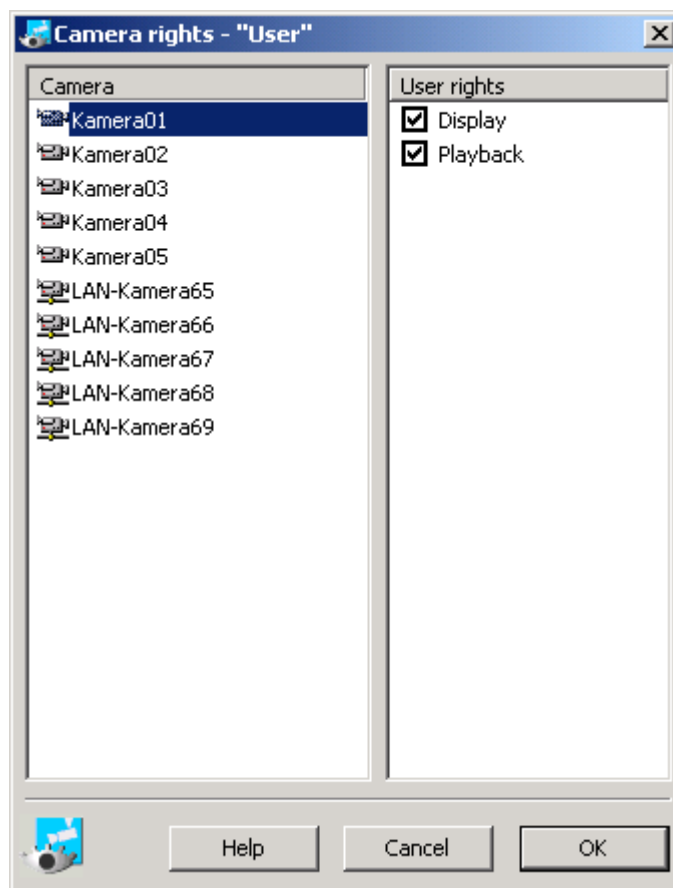 Camera rights - "User"
Camera
Kamera01
Kamera02
Kamera03
Kamera04
Kamera05
LAN-Kamera65
LAN-Kamera66
LAN-Kamera67
LAN-Kamera68
LAN-Kamera69
User rights
Display
Playback
Help
Cancel
OK